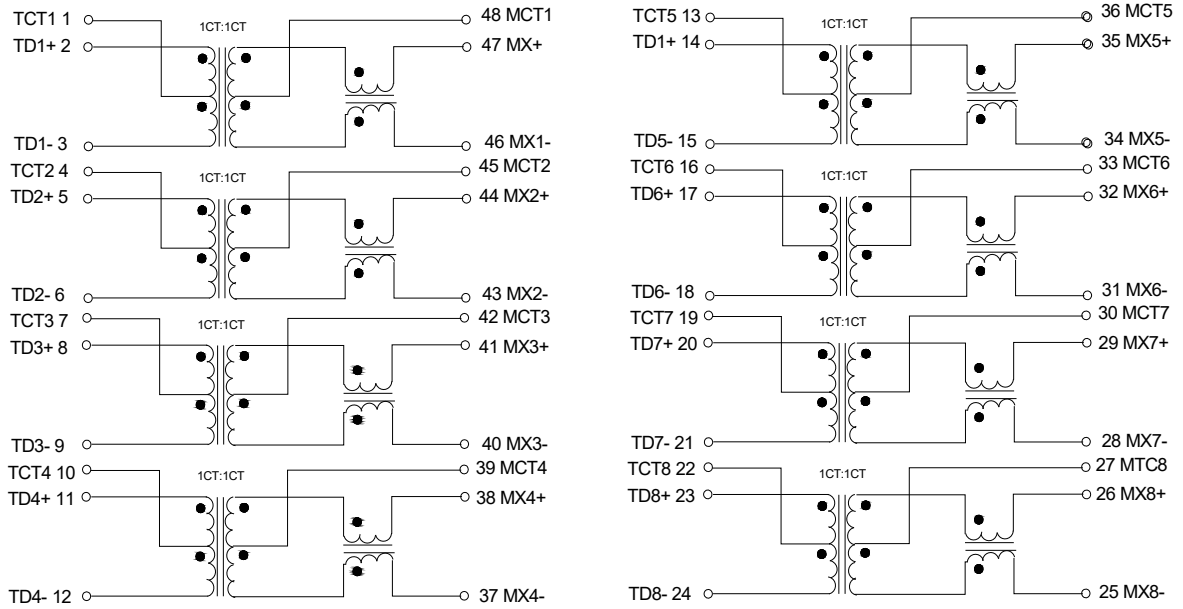 TCT1 1
1CT:1CT
48 MCT1
TD1+ 2
47 MX+
TD1- 3
46 MX1-
TCT2 4
1CT:1CT
45 MCT2
TD2+ 5
44 MX2+
TD2- 6
43 MX2-
TCT3 7
1CT:1CT
42 MCT3
TD3+ 8
41 MX3+
TD3- 9
40 MX3-
TCT4 10
1CT:1CT
39 MCT4
TD4+ 11
38 MX4+
TD4- 12
37 MX4-
TCT5 13
1CT:1CT
36 MCT5
TD1+ 14
35 MX5+
TD5- 15
34 MX5-
TCT6 16
1CT:1CT
33 MCT6
TD6+ 17
32 MX6+
TD6- 18
31 MX6-
TCT7 19
1CT:1CT
30 MCT7
TD7+ 20
29 MX7+
TD7- 21
28 MX7-
TCT8 22
1CT:1CT
27 MTC8
TD8+ 23
26 MX8+
TD8- 24
25 MX8-